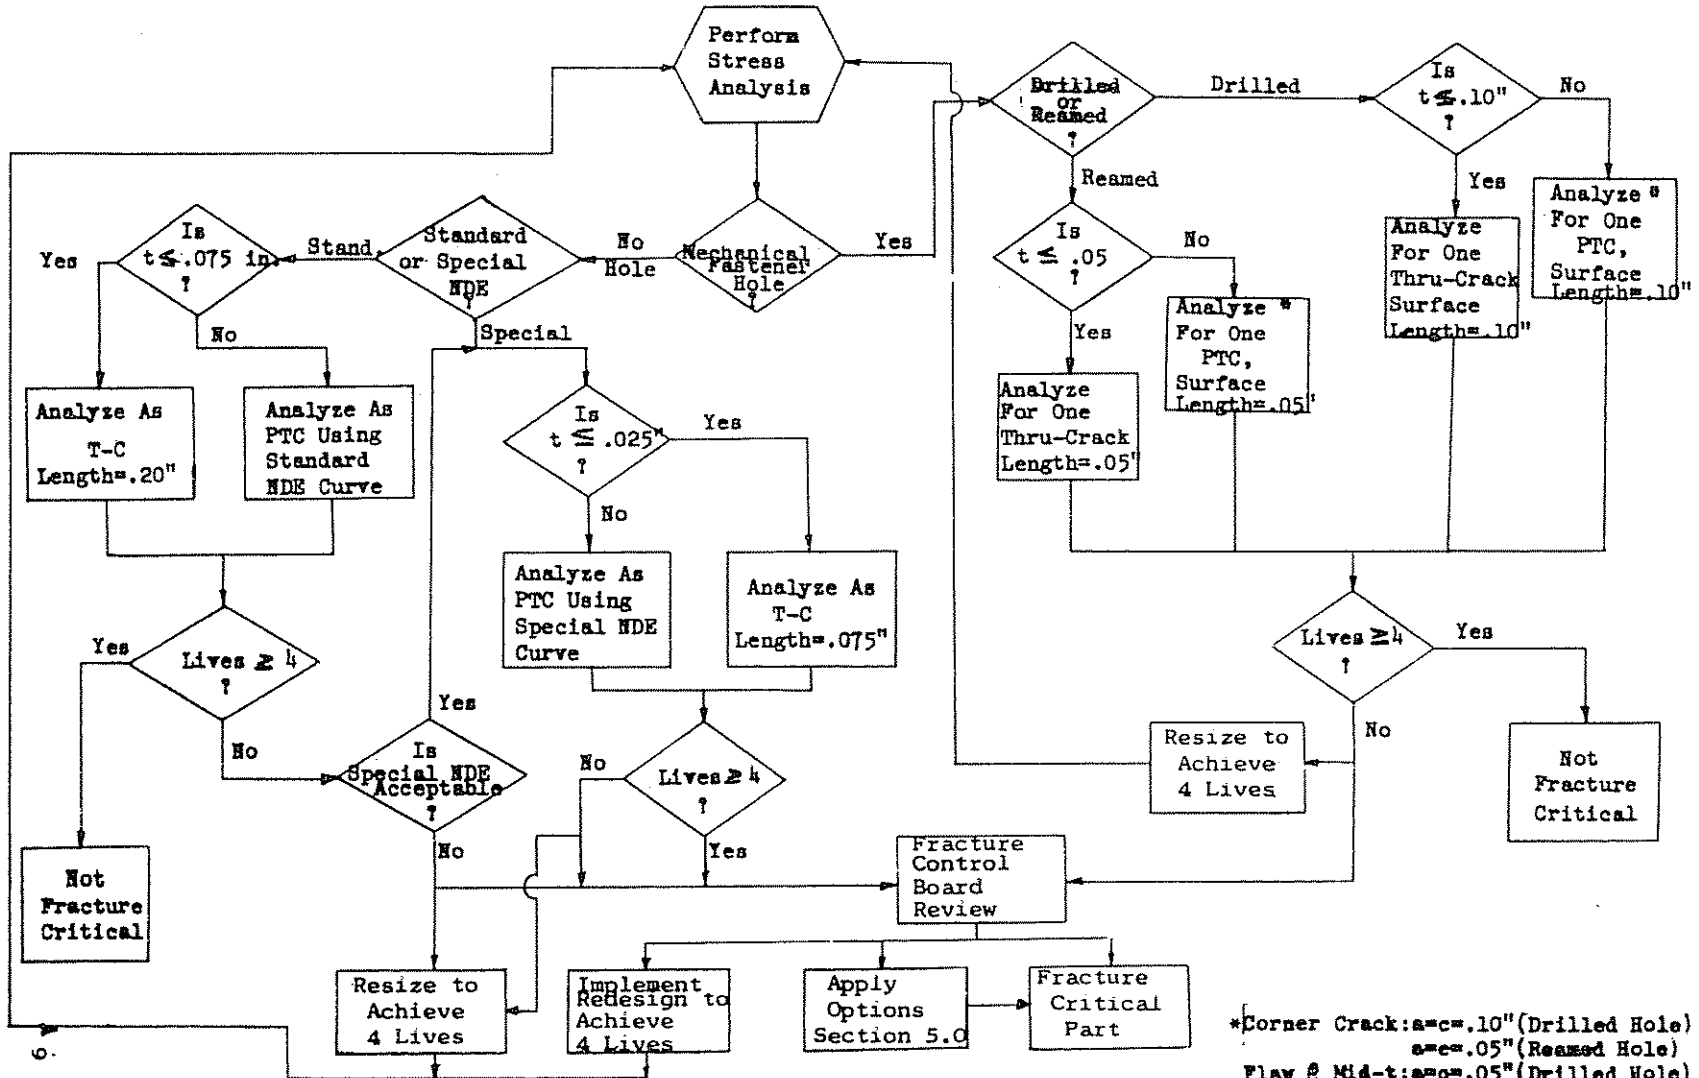 Perform
Stress
Analysis
Drilled
or
Reamed
?
Drilled
Is
t ≤ .10"
?
No
Yes
Reamed
Analyze *
For One
PTC,
Surface
Length=.10"
Analyze
For One
Thru-Crack
Surface
Length=.10"
Is
t ≤ .05
?
No
Yes
Analyze *
For One
PTC,
Surface
Length=.05"
Analyze
For One
Thru-Crack
Length=.05"
Mechanical
Fastener
Hole
?
Yes
No
Hole
Standard
or Special
NDE
?
Stand.
Special
Is
t ≤ .075 in.
?
Yes
No
Analyze As
T-C
Length=.20"
Analyze As
PTC Using
Standard
NDE Curve
Is
t ≤ .025"
?
Yes
No
Analyze As
PTC Using
Special NDE
Curve
Analyze As
T-C
Length=.075"
Lives ≥ 4
?
Yes
No
Is
Special NDE
Acceptable
?
Yes
No
Lives ≥ 4
?
No
Yes
Lives ≥ 4
?
Yes
No
Resize to
Achieve
4 Lives
Not
Fracture
Critical
Not
Fracture
Critical
Fracture
Control
Board
Review
Resize to
Achieve
4 Lives
Implement
Redesign to
Achieve
4 Lives
Apply
Options
Section 5.0
Fracture
Critical
Part
*Corner Crack:a=c=.10"(Drilled Hole)
a=c=.05"(Reamed Hole)
Flaw @ Mid-t:a=c=.05"(Drilled Hole)
6.